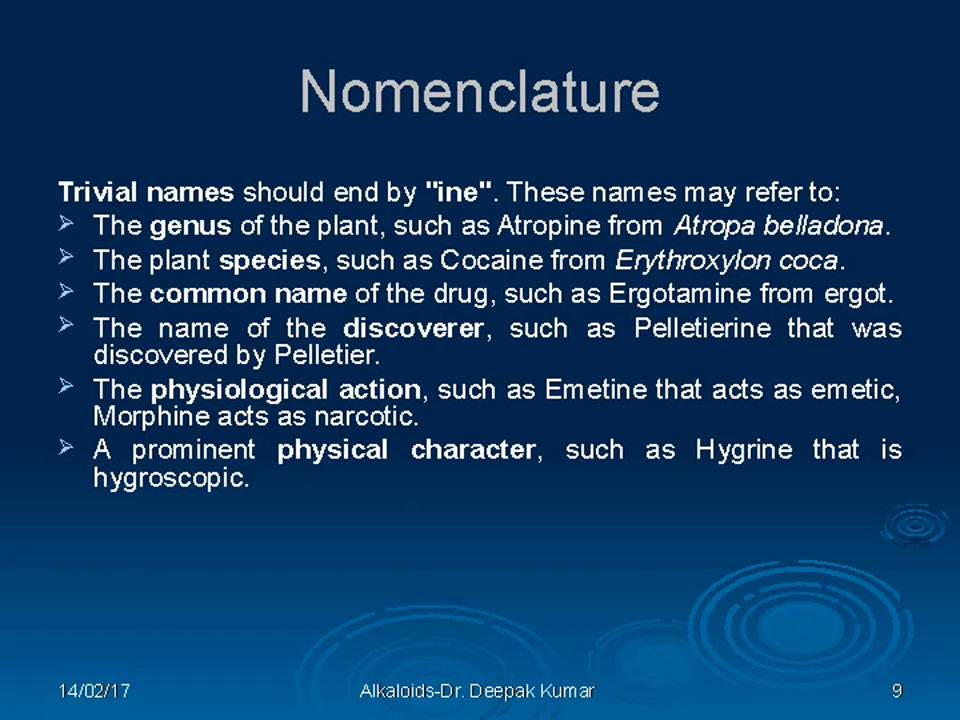 Nomenclature
Trivial names should end by "ine". These names may refer to:
The genus of the plant, such as Atropine from Atropa belladona.
The plant species, such as Cocaine from Erythroxylon coca.
The common name of the drug, such as Ergotamine from ergot.
The name of the discoverer, such as Pelletierine that was
discovered by Pelletier.
The physiological action, such as Emetine that acts as emetic,
Morphine acts as narcotic.
A prominent physical character, such as Hygrine that is
hygroscopic.
14/02/17 Alkaloids-Dr. Deepak Kumar 9